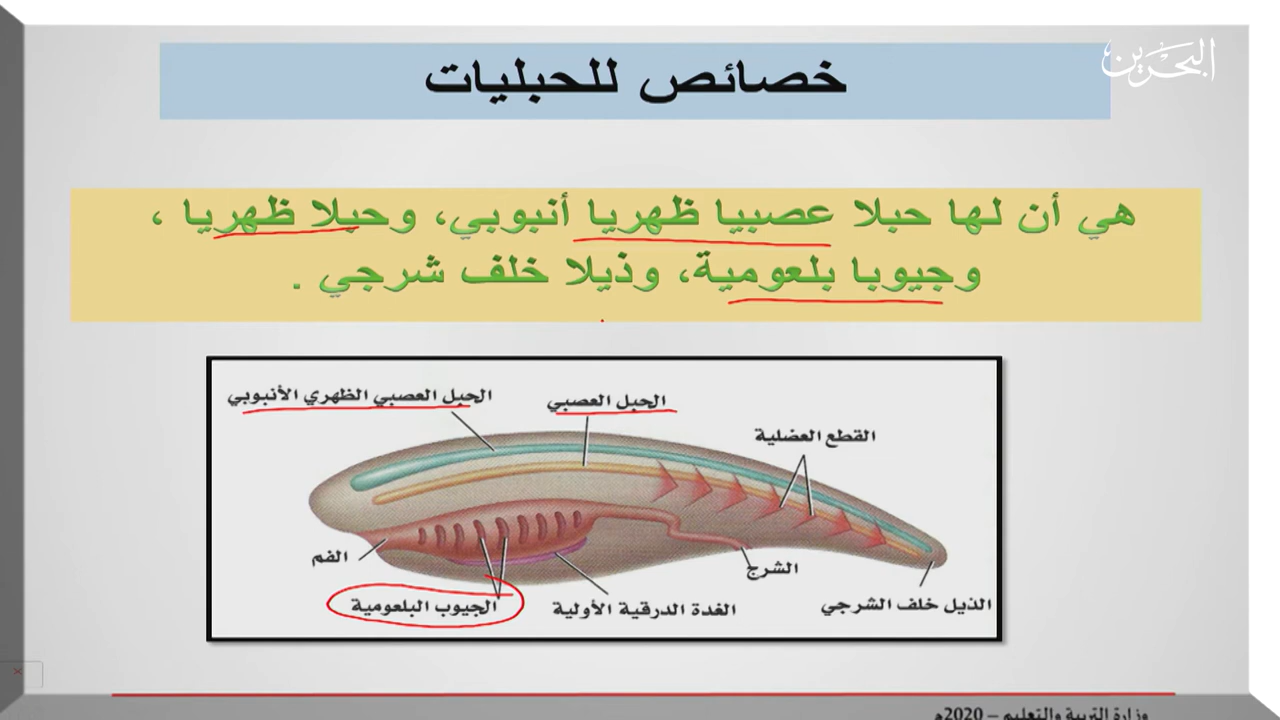 البحرين
خصائص للحبليات
هي أن لها حبلا عصبيا ظهريا أنبوبي، وحبلا ظهريا ،
وجيوبا بلعومية، وذيلا خلف شرجي .
الحبل العصبي الظهري الأنبوبي
الحبل العصبي
القطع العضلية
الفم
الشرج
الجيوب البلعومية
الغدة الدرقية الأولية
الذيل خلف الشرجي
وزارة التربية والتعليم – 2020م